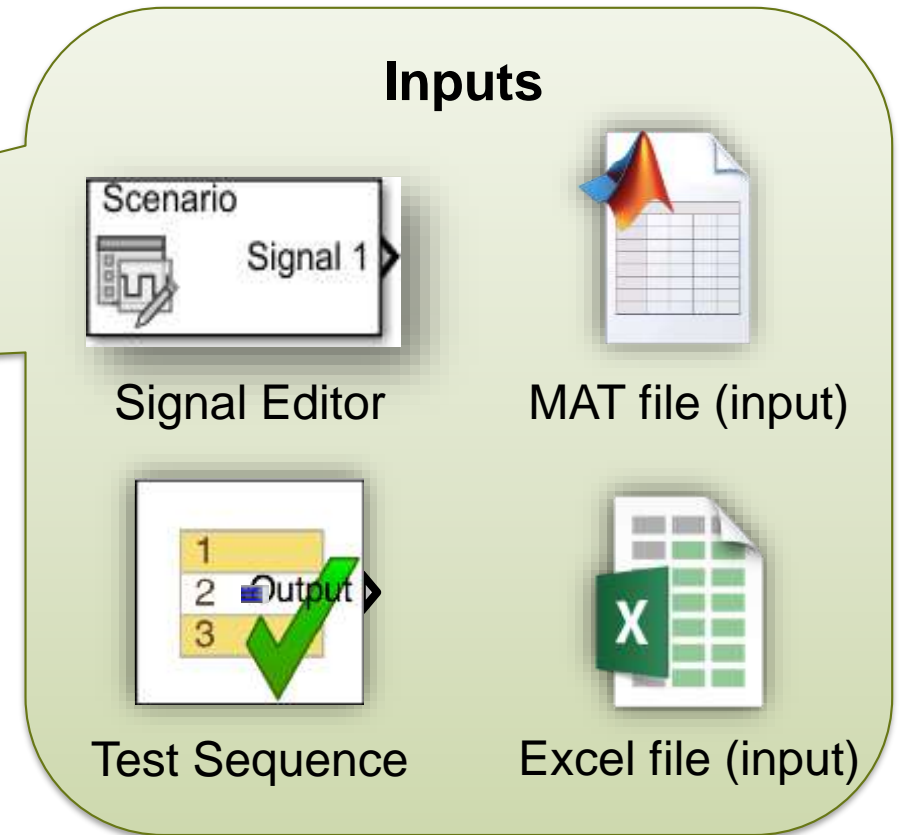 Inputs
Scenario
Signal 1
Signal Editor
MAT file (input)
1
2
Output
3
X
Test Sequence
Excel file (input)